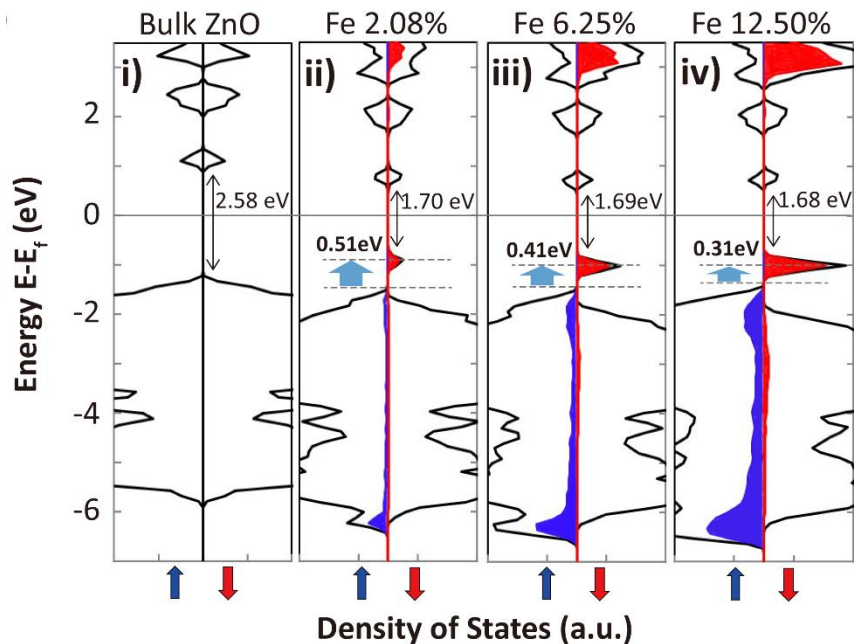 Bulk ZnO Fe 2.08% Fe 6.25% Fe 12.50%
i) ii) iii) iv)
2
2.58 eV 1.70 eV 1.69eV 1.68 eV
0
0.51eV 0.41eV 0.31eV
-2
-4
-6
Energy E-E_f (eV)
Density of States (a.u.)